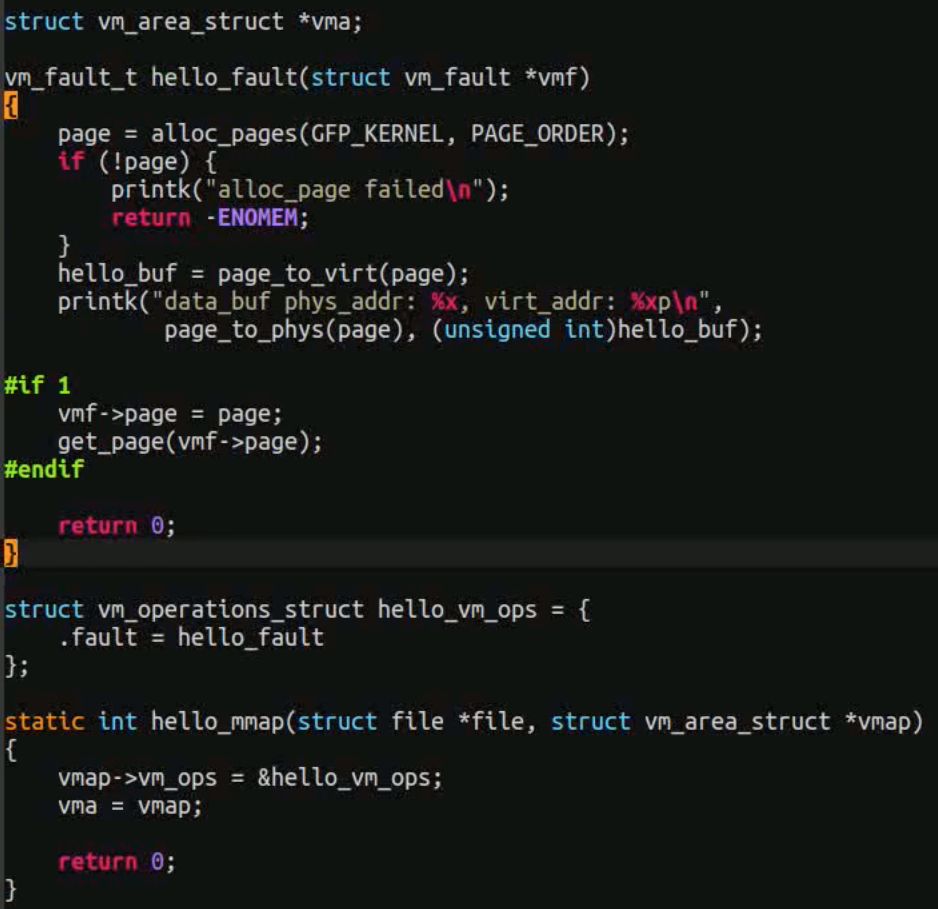 struct vm_area_struct *vma;
vm_fault_t hello_fault(struct vm_fault *vmf)
{
    page = alloc_pages(GFP_KERNEL, PAGE_ORDER);
    if (!page) {
        printk("alloc_page failed\n");
        return -ENOMEM;
    }
    hello_buf = page_to_virt(page);
    printk("data_buf phys_addr: %x, virt_addr: %xp\n",
            page_to_phys(page), (unsigned int)hello_buf);
#if 1
    vmf->page = page;
    get_page(vmf->page);
#endif
    return 0;
}
struct vm_operations_struct hello_vm_ops = {
    .fault = hello_fault
};
static int hello_mmap(struct file *file, struct vm_area_struct *vmap)
{
    vmap->vm_ops = &hello_vm_ops;
    vma = vmap;
    return 0;
}